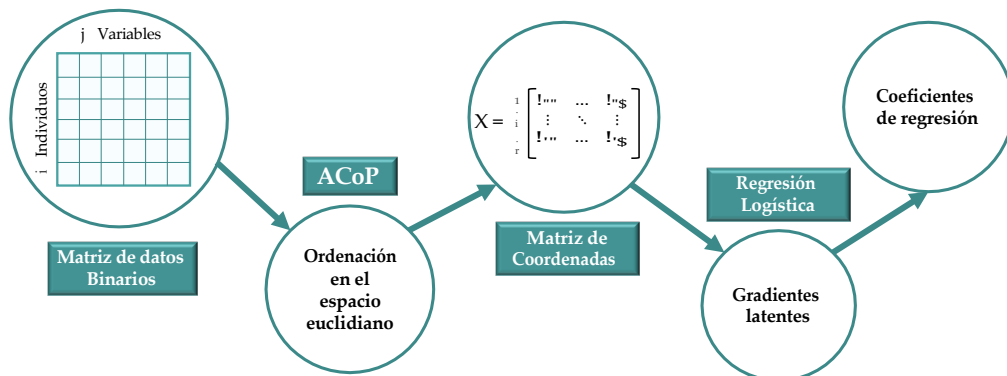 j Variables
i Individuos
Matriz de datos
Binarios
ACoP
Ordenación
en el
espacio
euclidiano
1 !"" … !"$
X = i ⋮ ⋱ ⋮
r !'" … !'$
Matriz de
Coordenadas
Regresión
Logística
Gradientes
latentes
Coeficientes
de regresión